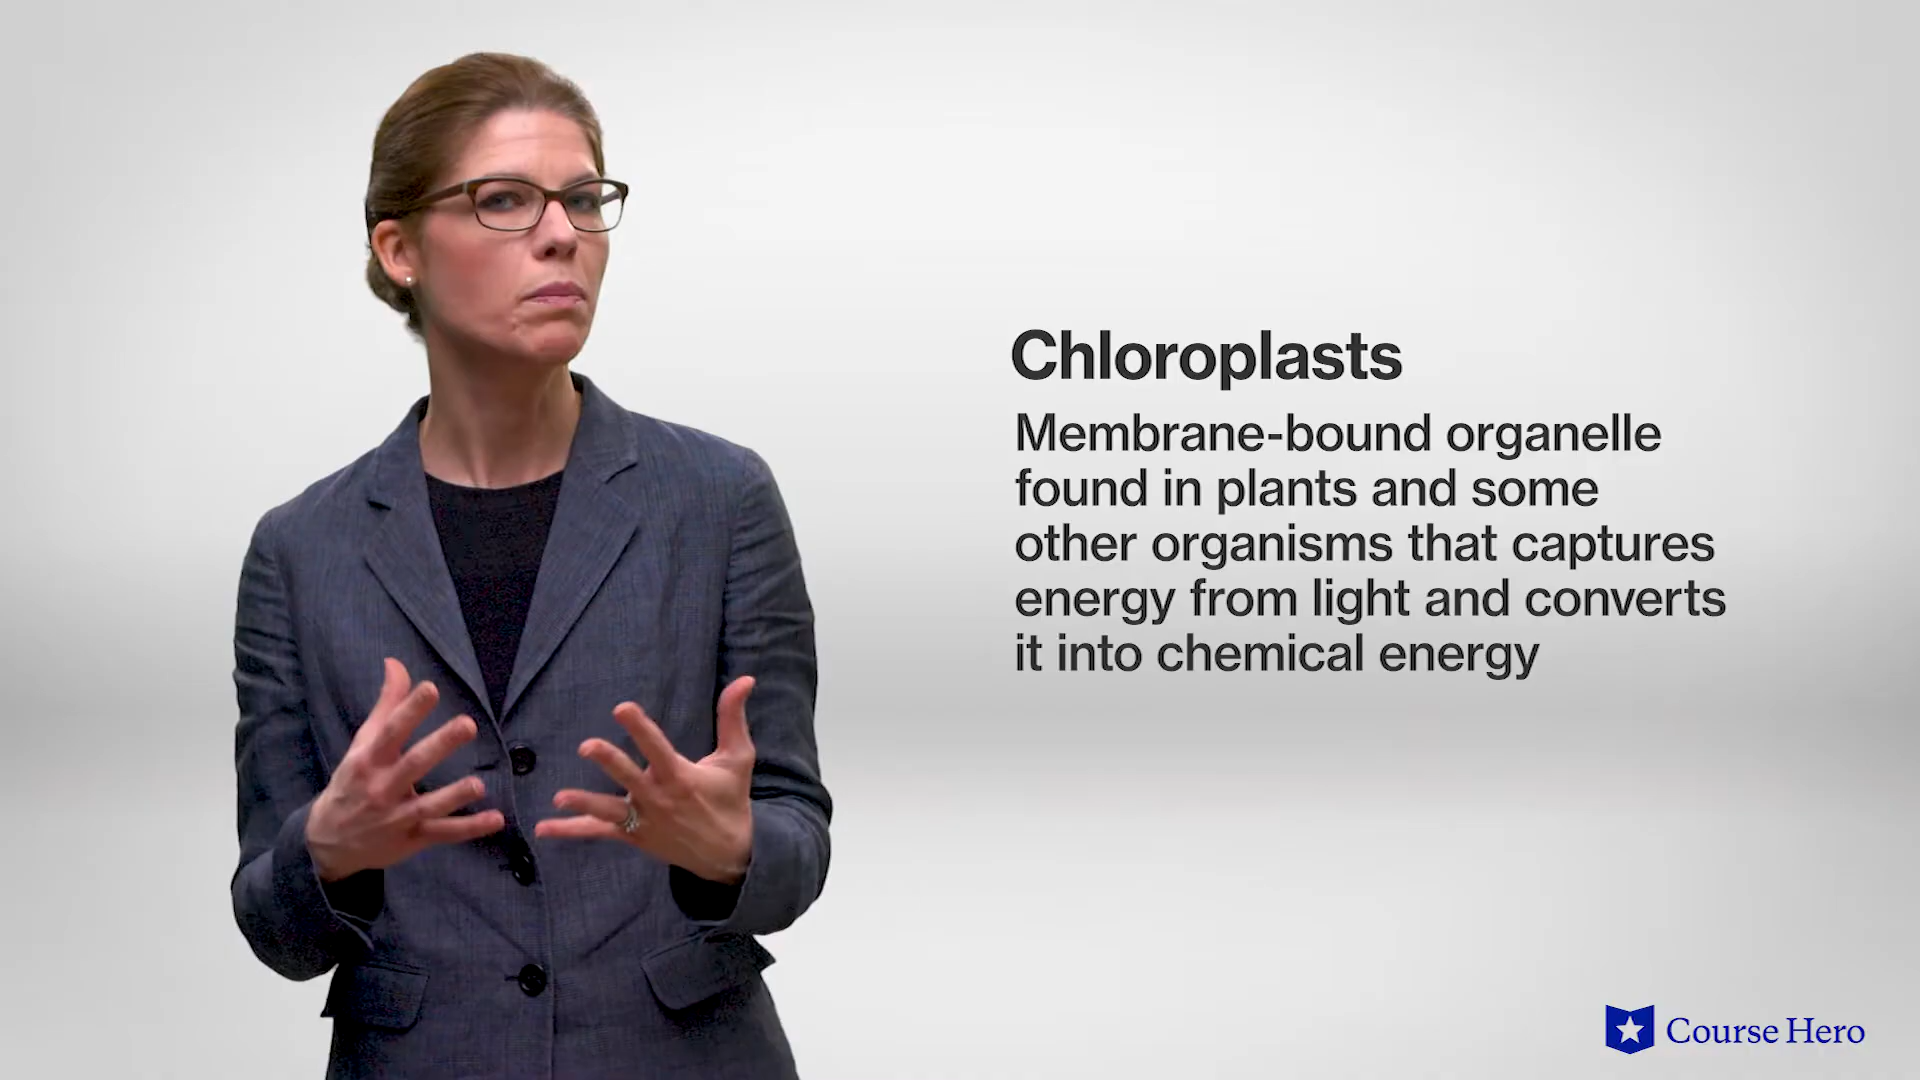 Chloroplasts
Membrane-bound organelle
found in plants and some
other organisms that captures
energy from light and converts
it into chemical energy
Course Hero